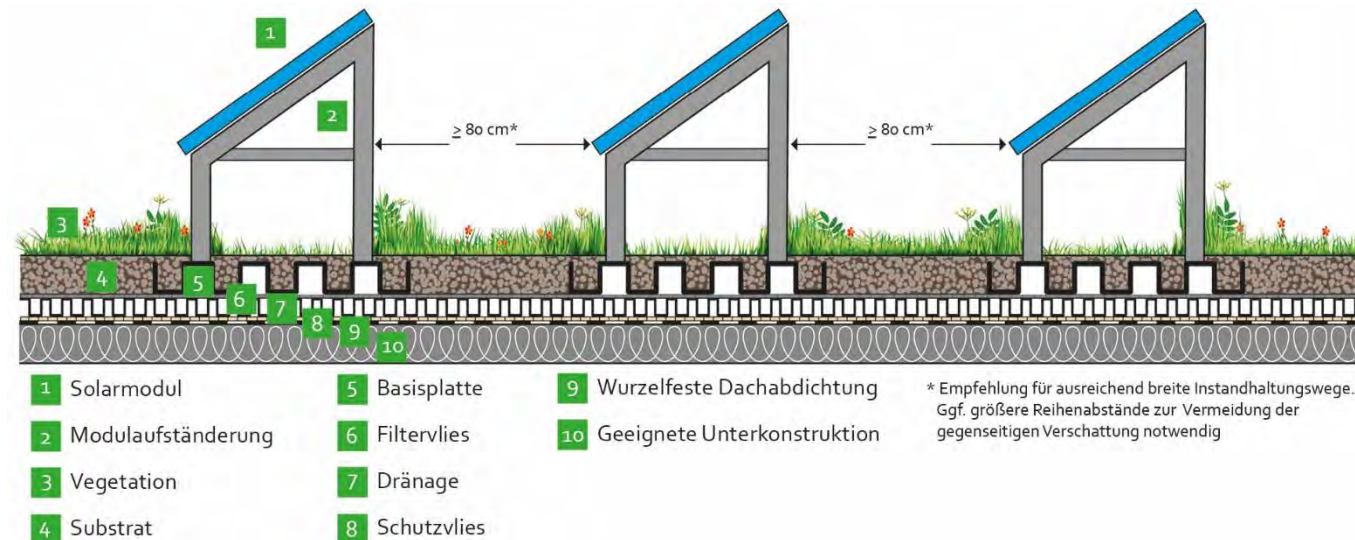 1
2
≥ 80 cm*
≥ 80 cm*
3
4
5
6
7
8
9
10
1 Solarmodul
2 Modulaufständerung
3 Vegetation
4 Substrat
5 Basisplatte
6 Filtervlies
7 Dränage
8 Schutzvlies
9 Wurzelfeste Dachabdichtung
10 Geeignete Unterkonstruktion
* Empfehlung für ausreichend breite Instandhaltungswege.
Ggf. größere Reihenabstände zur Vermeidung der
gegenseitigen Verschattung notwendig